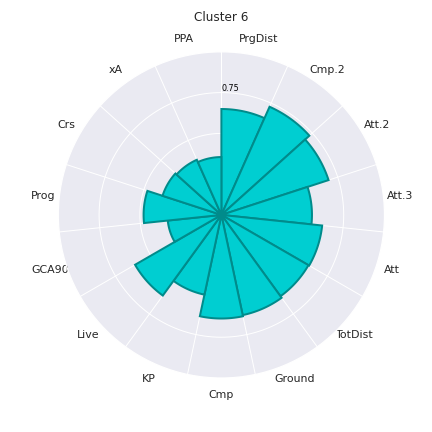 Cluster 6
PPA
PrgDist
xA
Cmp.2
0.75
Crs
Att.2
Prog
Att.3
GCA90
Att
Live
TotDist
KP
Ground
Cmp